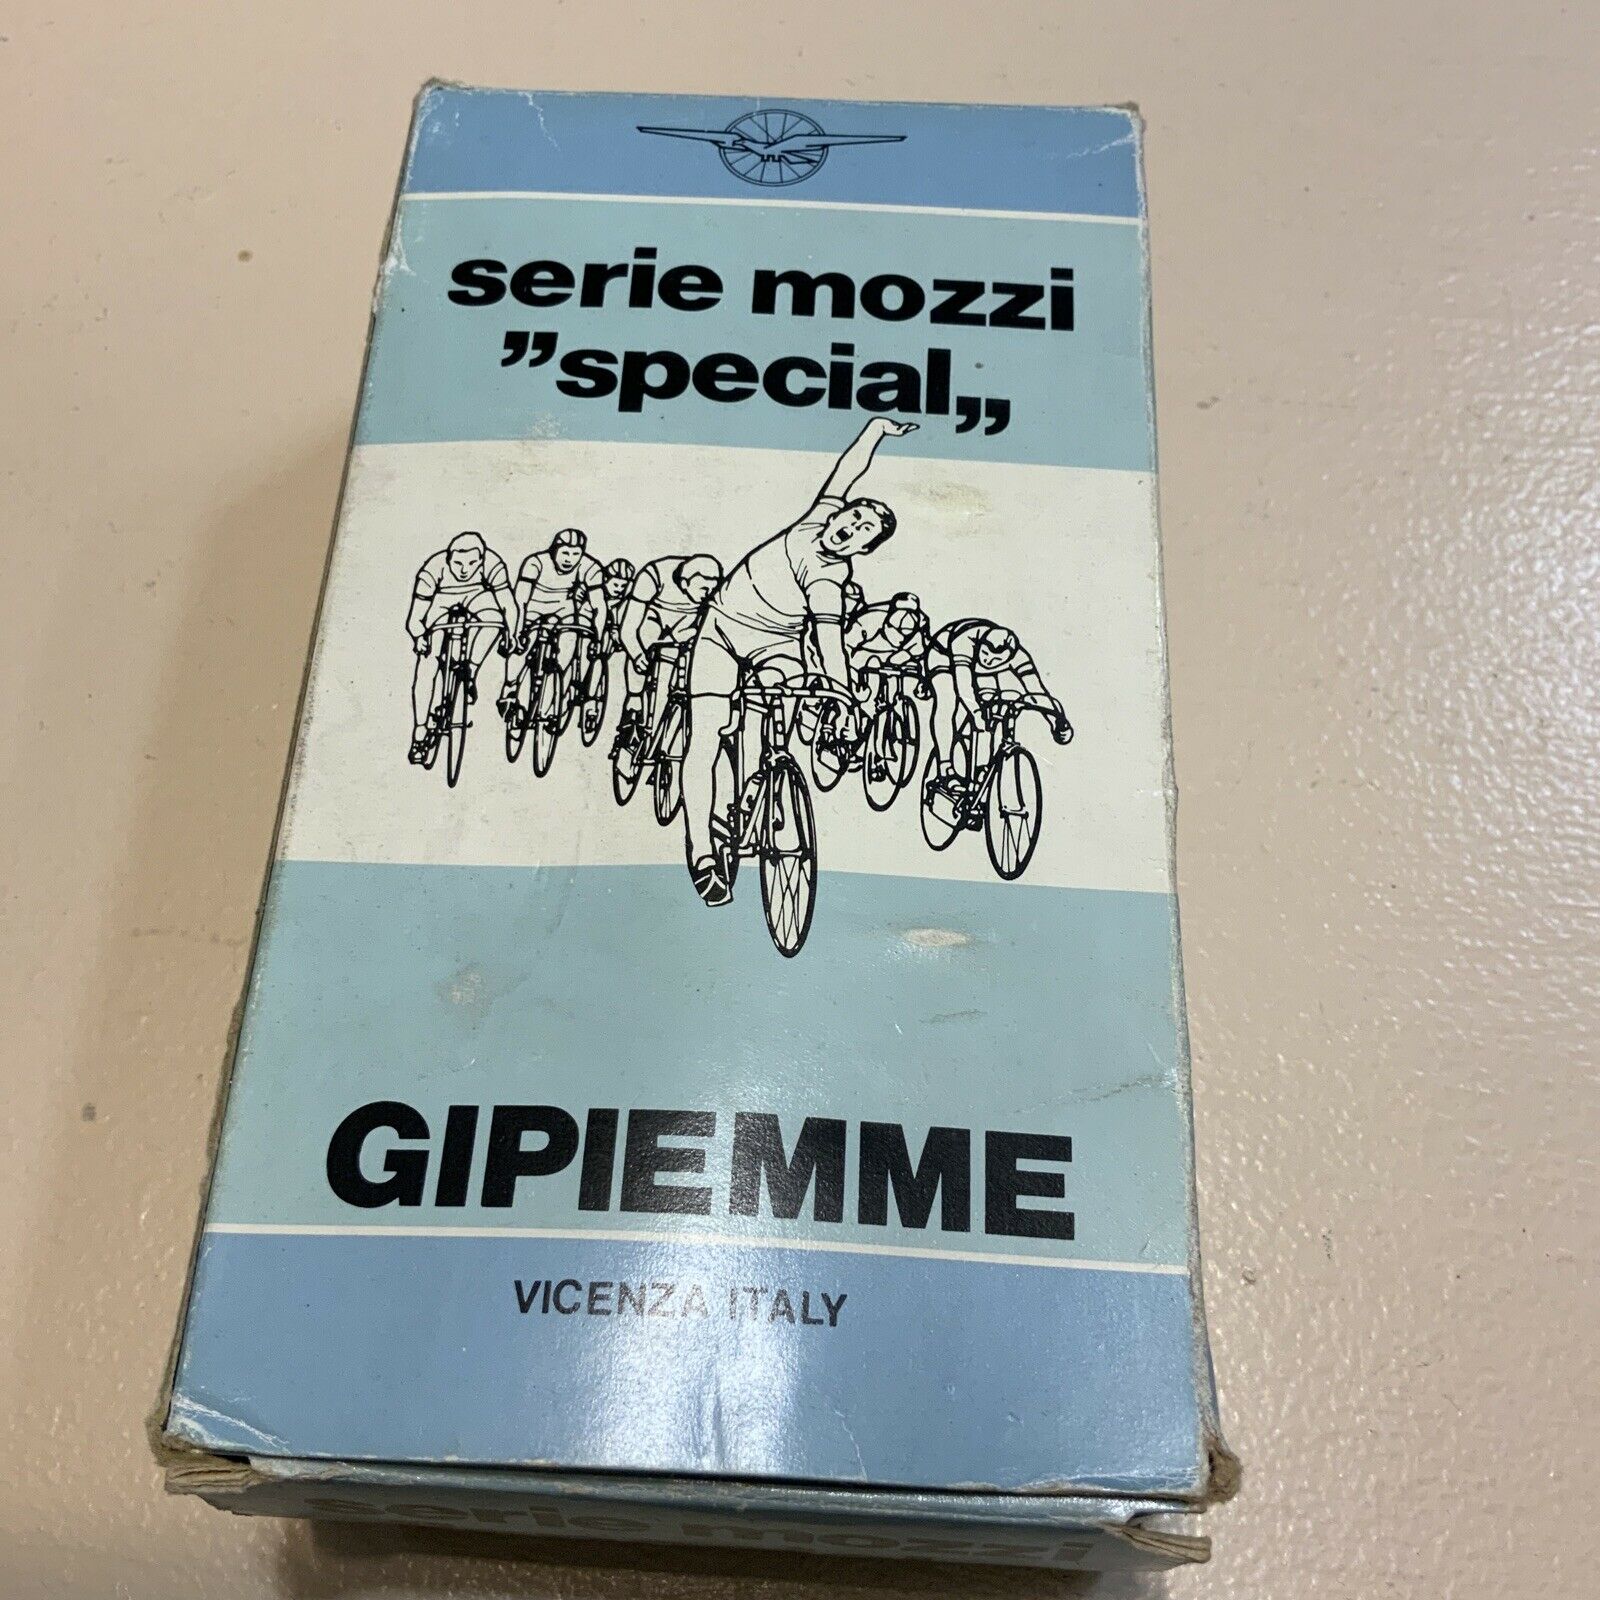 serie mozzi
”special„
GIPIEMME
VICENZA ITALY
serie mozzi